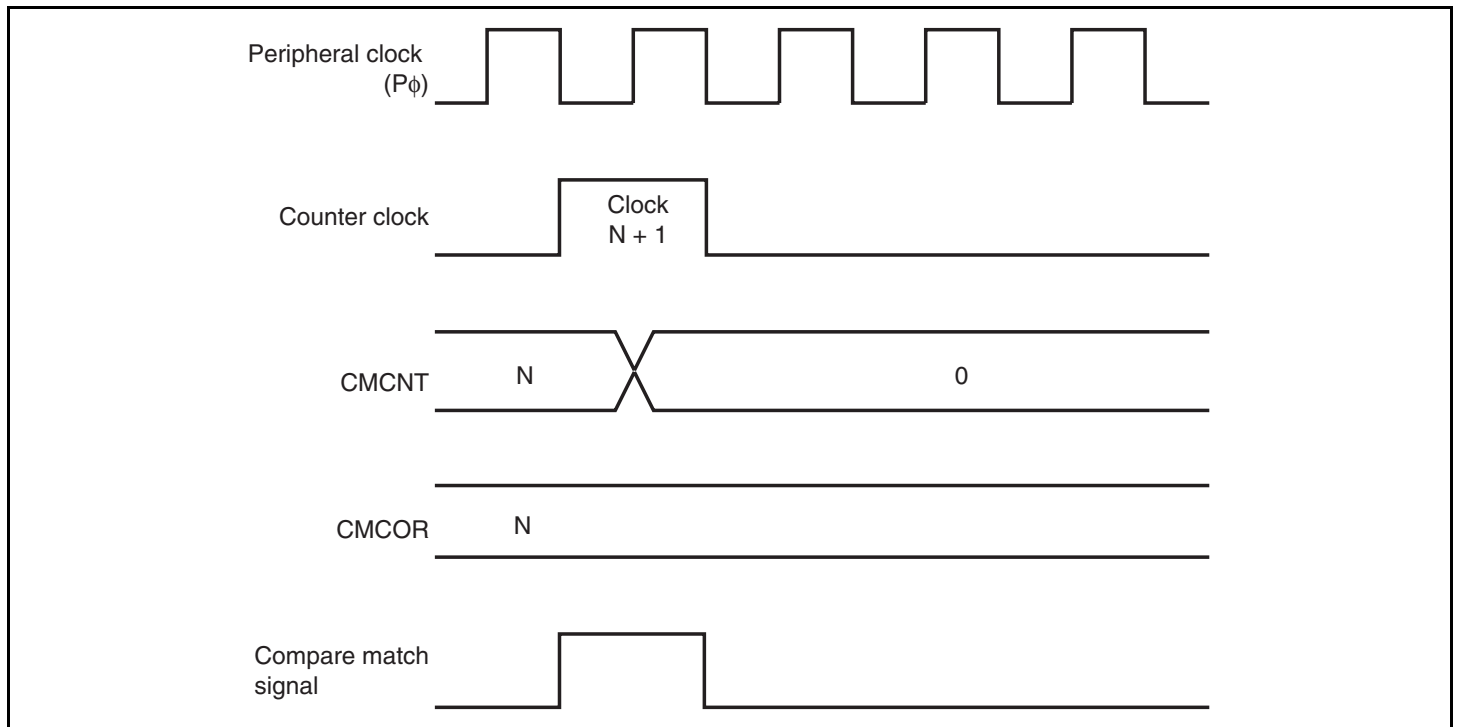 Peripheral clock
(Pϕ)
Counter clock
Clock
N + 1
CMCNT
N
0
CMCOR
N
Compare match
signal